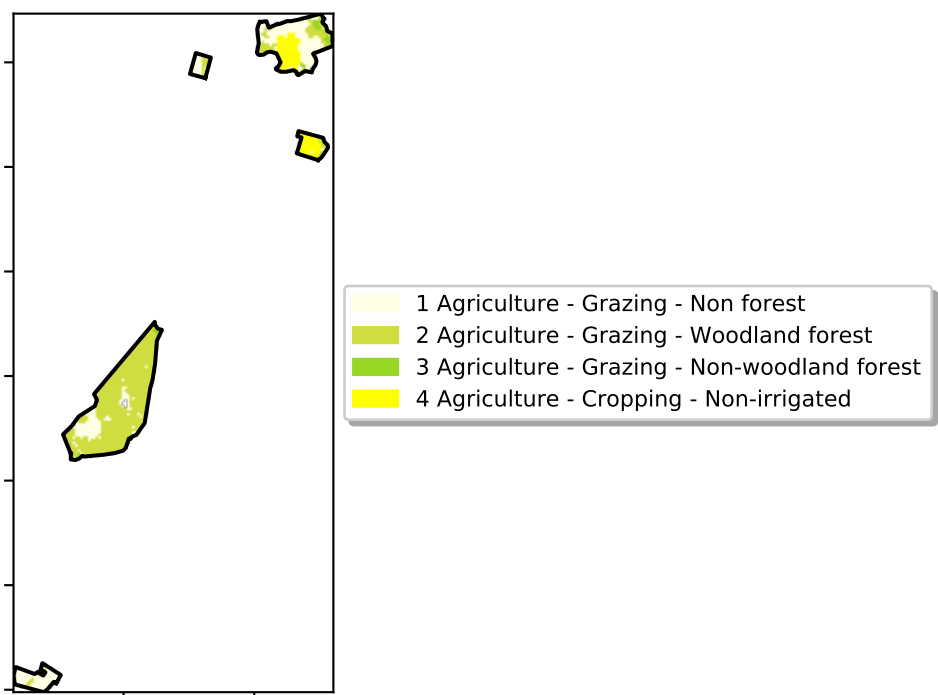 1 Agriculture - Grazing - Non forest
2 Agriculture - Grazing - Woodland forest
3 Agriculture - Grazing - Non-woodland forest
4 Agriculture - Cropping - Non-irrigated